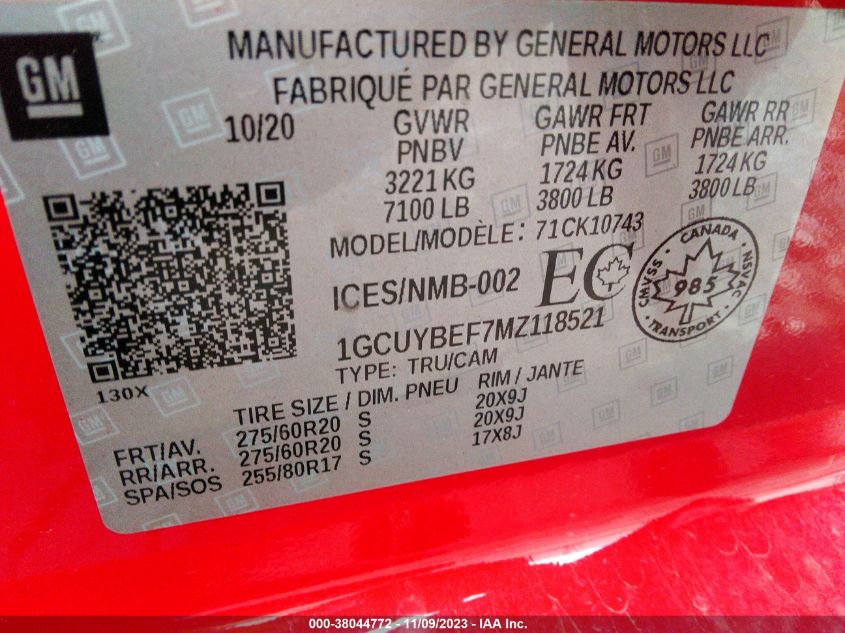 GM
MANUFACTURED BY GENERAL MOTORS LLC
FABRIQUÉ PAR GENERAL MOTORS LLC
10/20 GVWR GAWR FRT GAWR RR
PNBV PNBE AV. PNBE ARR.
3221 KG 1724 KG 1724 KG
7100 LB 3800 LB 3800 LB
MODEL/MODÈLE: 71CK10743
ICES/NMB-002 EC
CANADA
CMVSS 985 NSVAC
TRANSPORT
1GCUYBEF7MZ118521
TYPE: TRU/CAM
130X
TIRE SIZE / DIM. PNEU RIM / JANTE
FRT/AV. 275/60R20 S 20X9J
RR/ARR. 275/60R20 S 20X9J
SPA/SOS 255/80R17 S 17X8J
000-38044772 - 11/09/2023 - IAA Inc.